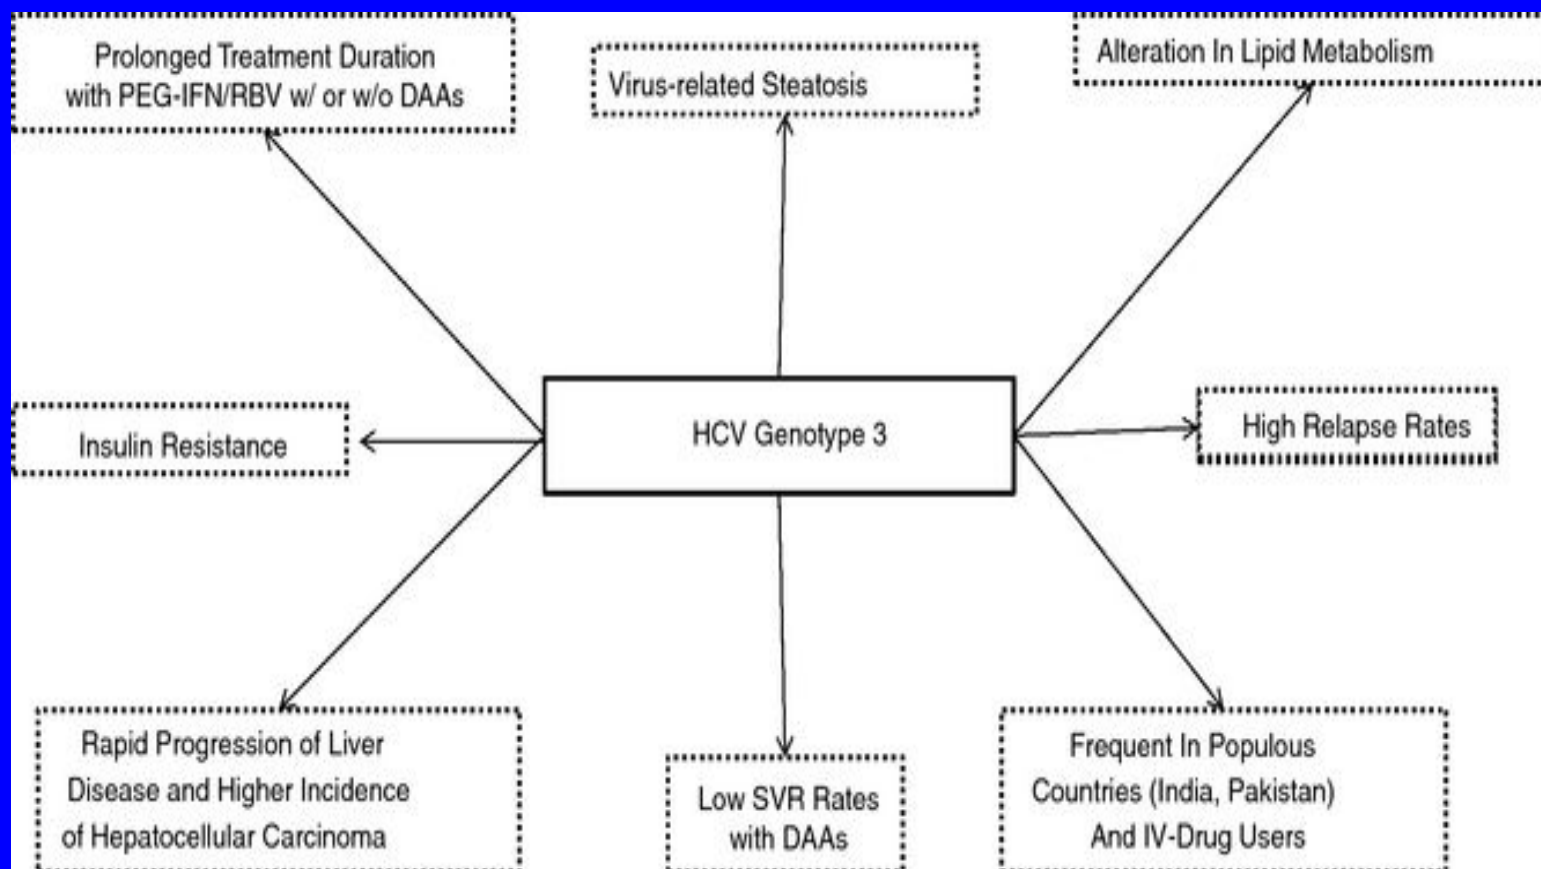 Prolonged Treatment Duration
with PEG-IFN/RBV w/ or w/o DAAs
Virus-related Steatosis
Alteration In Lipid Metabolism
Insulin Resistance
HCV Genotype 3
High Relapse Rates
Rapid Progression of Liver
Disease and Higher Incidence
of Hepatocellular Carcinoma
Low SVR Rates
with DAAs
Frequent In Populous
Countries (India, Pakistan)
And IV-Drug Users